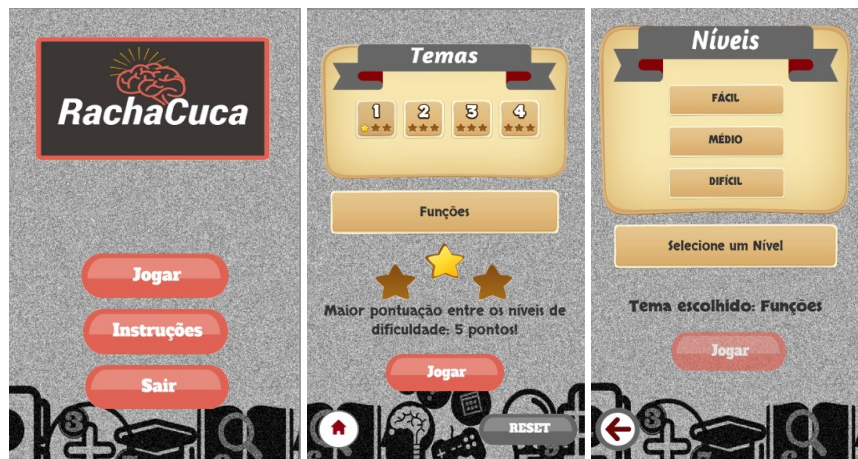 RachaCuca
Jogar
Instruções
Sair
Temas
1 2 3 4
Funções
Maior pontuação entre os níveis de
dificuldade: 5 pontos!
Jogar
RESET
Níveis
FÁCIL
MÉDIO
DIFÍCIL
Selecione um Nível
Tema escolhido: Funções
Jogar